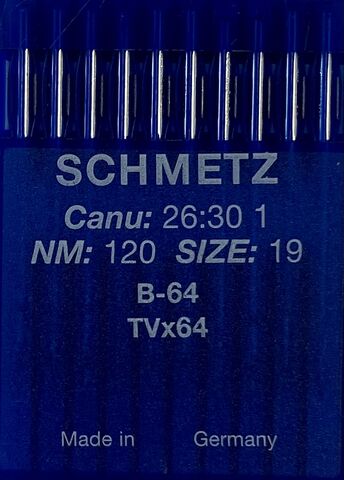 SCHMETZ
Canu: 26:30 1
NM: 120 SIZE: 19
B-64
TVx64
Made in Germany